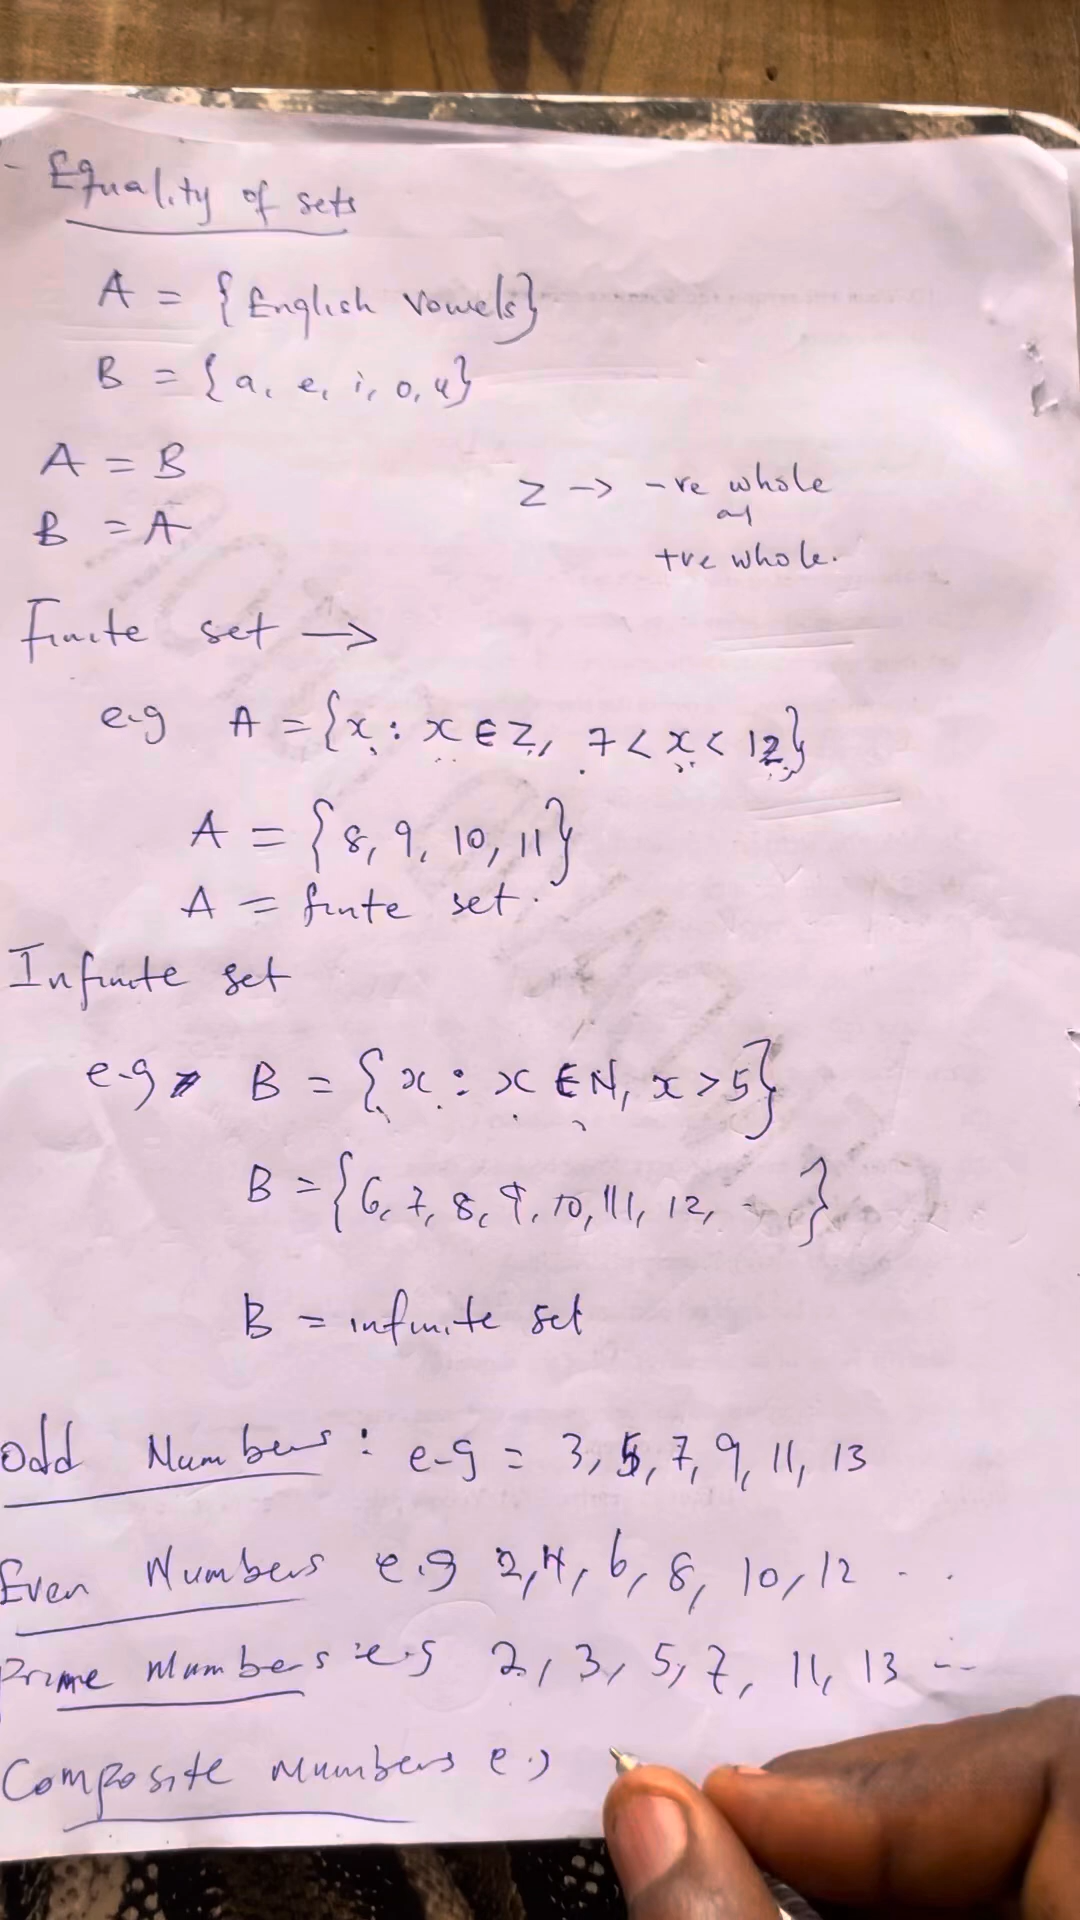 - Equality of sets
A = {English vowels}
B = {a, e, i, o, u}
A = B
B = A
Z -> -ve whole
and
+ve whole.
Finite set ->
e.g A = {x : x ∈ Z, 7 < x < 12}
A = {8, 9, 10, 11}
A = finte set.
Infinite set
e.g B = {x : x ∈ N, x > 5}
B = {6, 7, 8, 9, 10, 11, 12, - - }
B = infinite set
Odd Numbers : e-g = 3, 5, 7, 9, 11, 13
Even Numbers e.g 2, 4, 6, 8, 10, 12 . .
Prime Numbers e.g 2, 3, 5, 7, 11, 13 --
Composite Numbers e.g